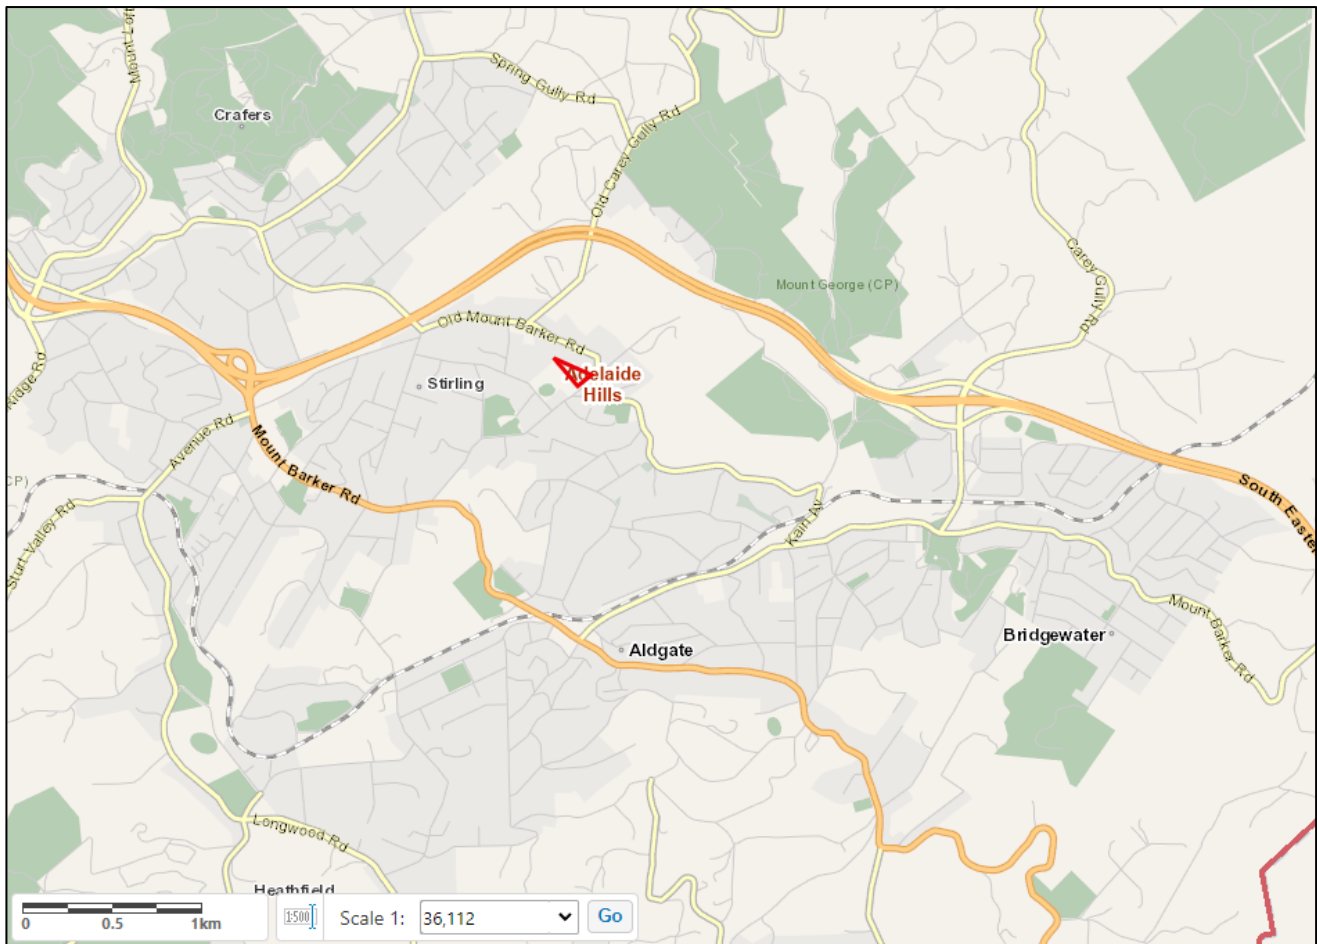 Mount Loft
Crafers
Spring Gully Rd
Old Carey Gully Rd
Carey Gully Rd
Mount George (CP)
Old Mount Barker Rd
Adelaide
Hills
Stirling
Ridge Rd
Avenue Rd
Mount Barker Rd
CP)
Sturt Valley Rd
Kain Av
South Easter
Mount Barker Rd
Bridgewater
Aldgate
Longwood Rd
Heathfield
0 0.5 1km
1:500
Scale 1: 36,112 Go